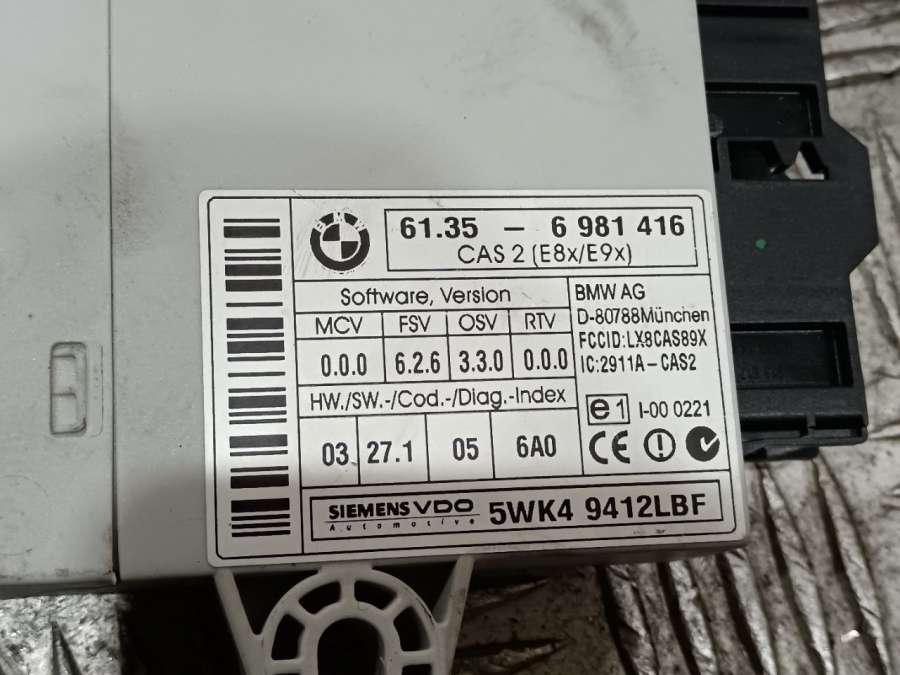 BMW
61.35 – 6 981 416
CAS 2 (E8x/E9x)
Software, Version
MCV FSV OSV RTV
0.0.0 6.2.6 3.3.0 0.0.0
HW./SW.-/Cod.-/Diag.-Index
03 27.1 05 6A0
BMW AG
D-80788München
FCCID:LX8CAS89X
IC:2911A-CAS2
e1 I-00 0221
CE
SIEMENS VDO
Automotive
5WK4 9412LBF